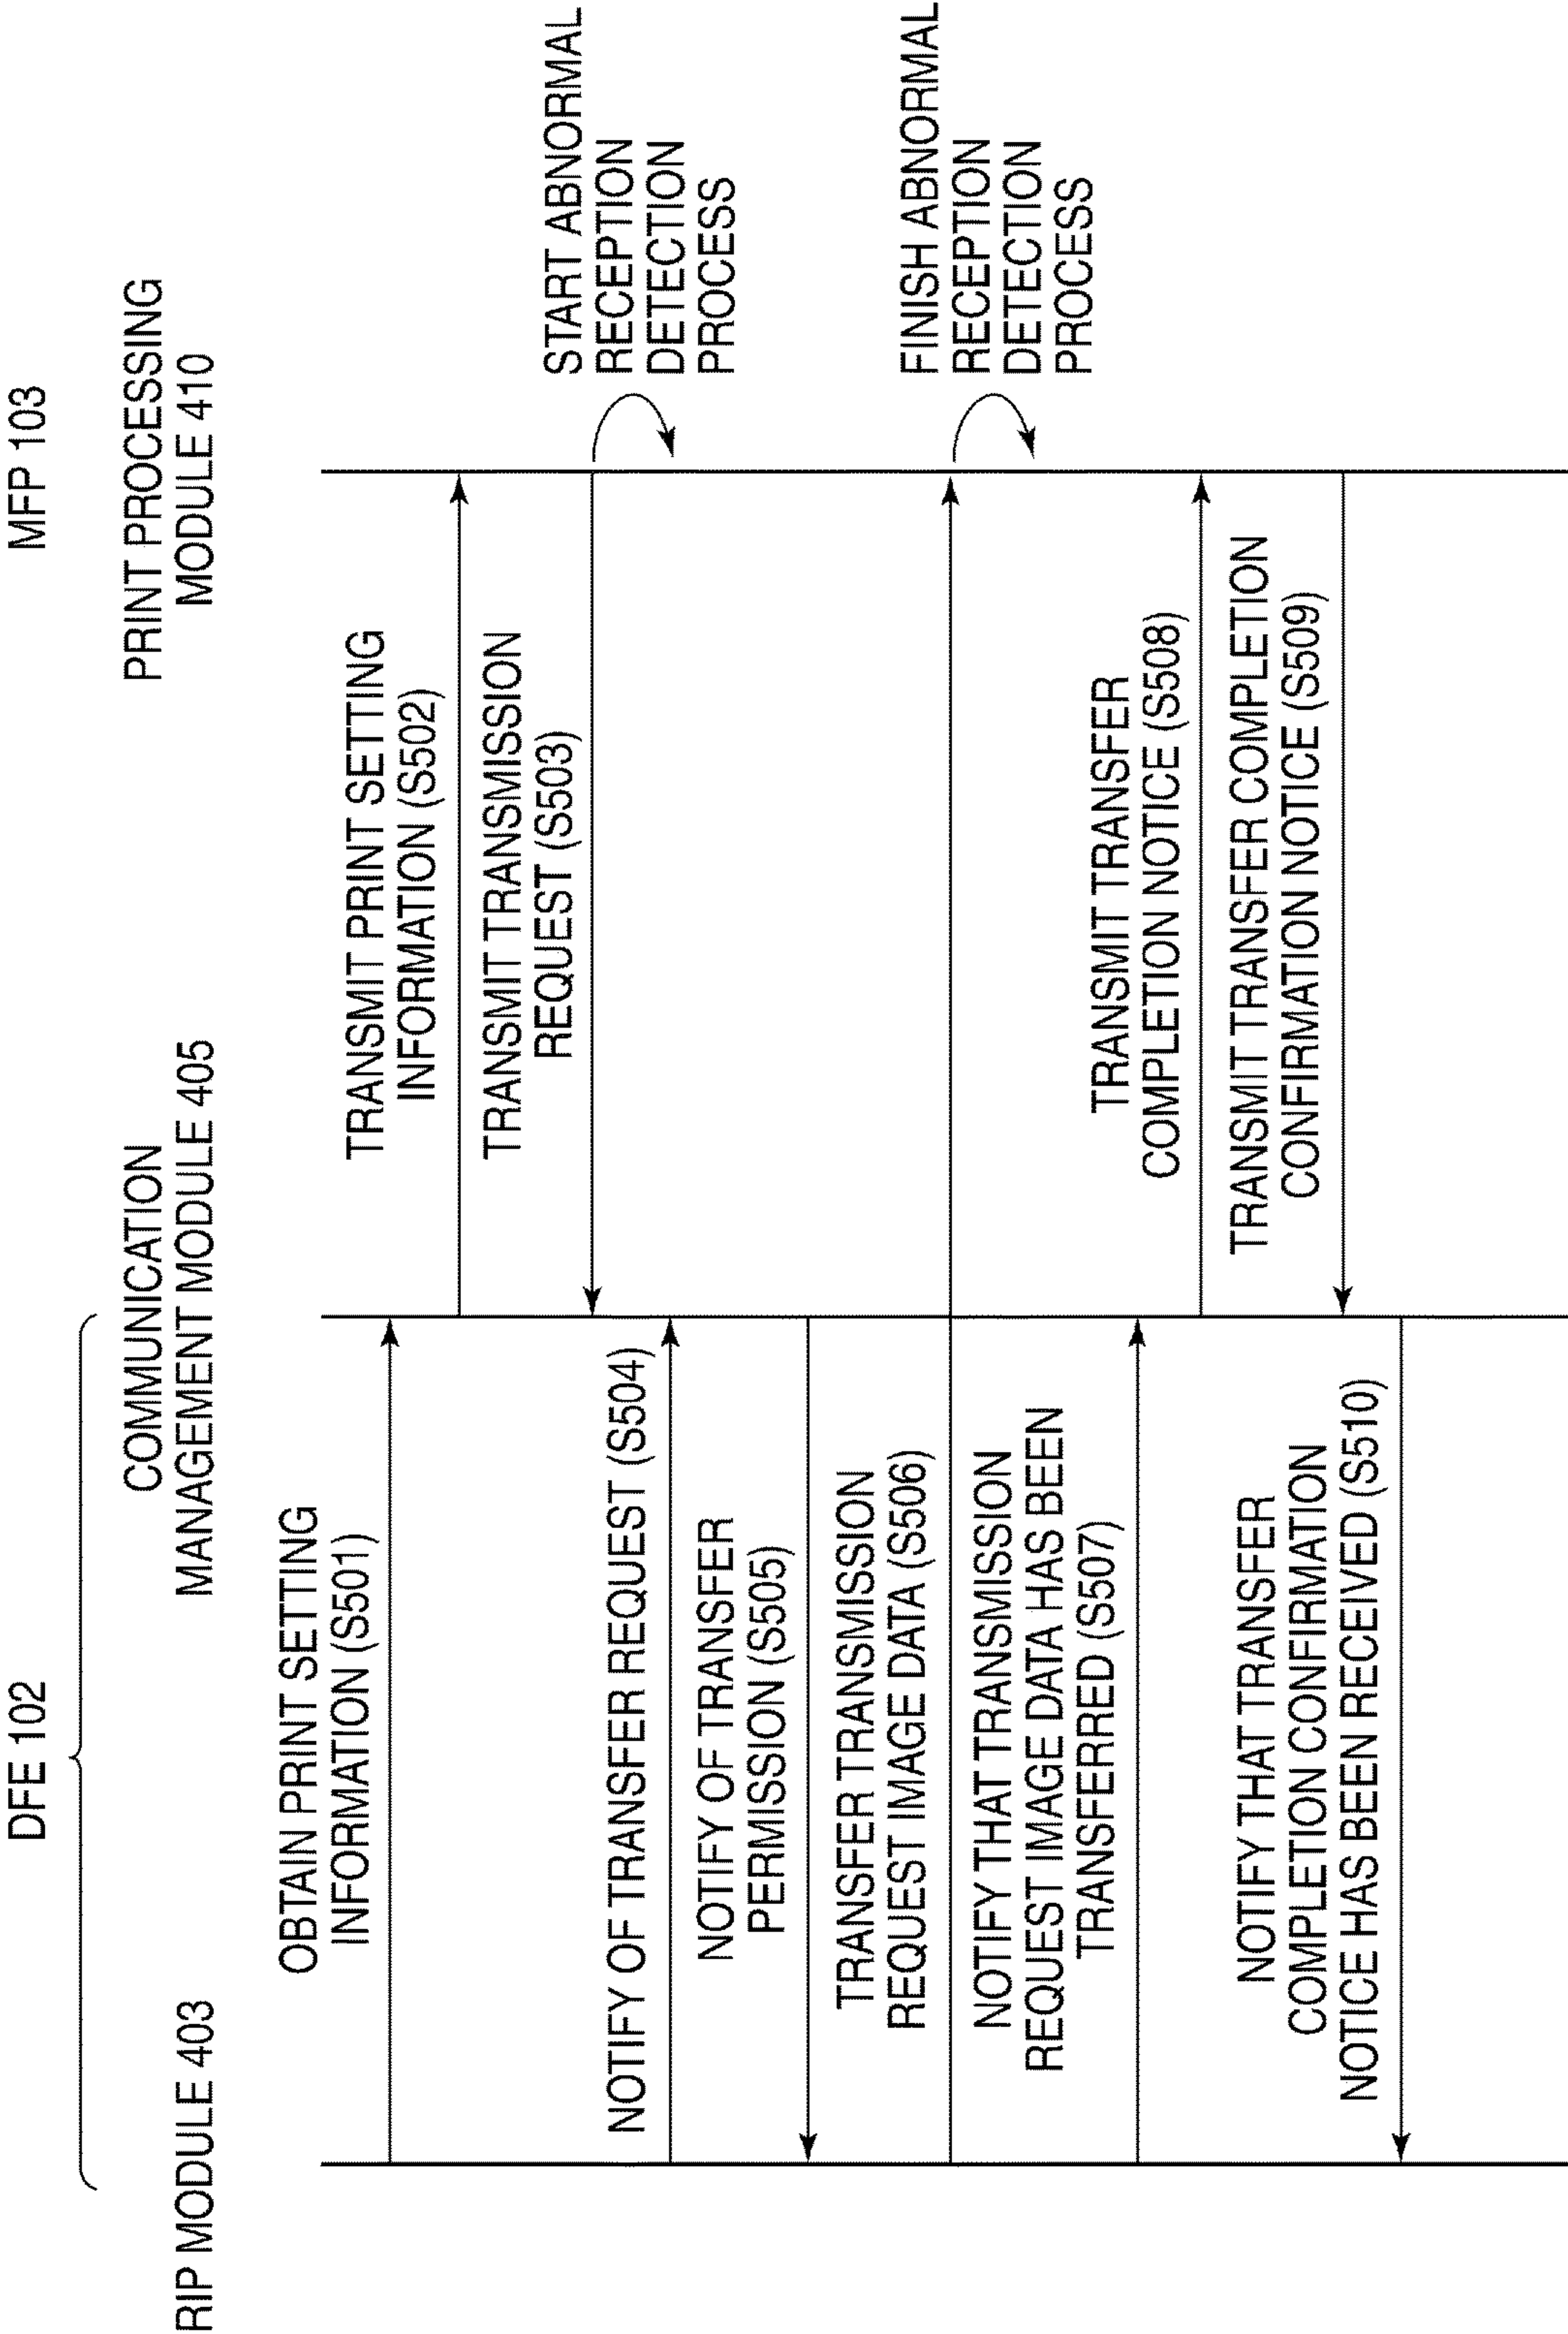 DFE 102
MFP 103
RIP MODULE 403
COMMUNICATION
MANAGEMENT MODULE 405
PRINT PROCESSING
MODULE 410
OBTAIN PRINT SETTING
INFORMATION (S501)
TRANSMIT PRINT SETTING
INFORMATION (S502)
TRANSMIT TRANSMISSION
REQUEST (S503)
START ABNORMAL
RECEPTION
DETECTION
PROCESS
NOTIFY OF TRANSFER REQUEST (S504)
NOTIFY OF TRANSFER
PERMISSION (S505)
TRANSFER TRANSMISSION
REQUEST IMAGE DATA (S506)
FINISH ABNORMAL
RECEPTION
DETECTION
PROCESS
NOTIFY THAT TRANSMISSION
REQUEST IMAGE DATA HAS BEEN
TRANSFERRED (S507)
TRANSMIT TRANSFER
COMPLETION NOTICE (S508)
TRANSMIT TRANSFER COMPLETION
CONFIRMATION NOTICE (S509)
NOTIFY THAT TRANSFER
COMPLETION CONFIRMATION
NOTICE HAS BEEN RECEIVED (S510)